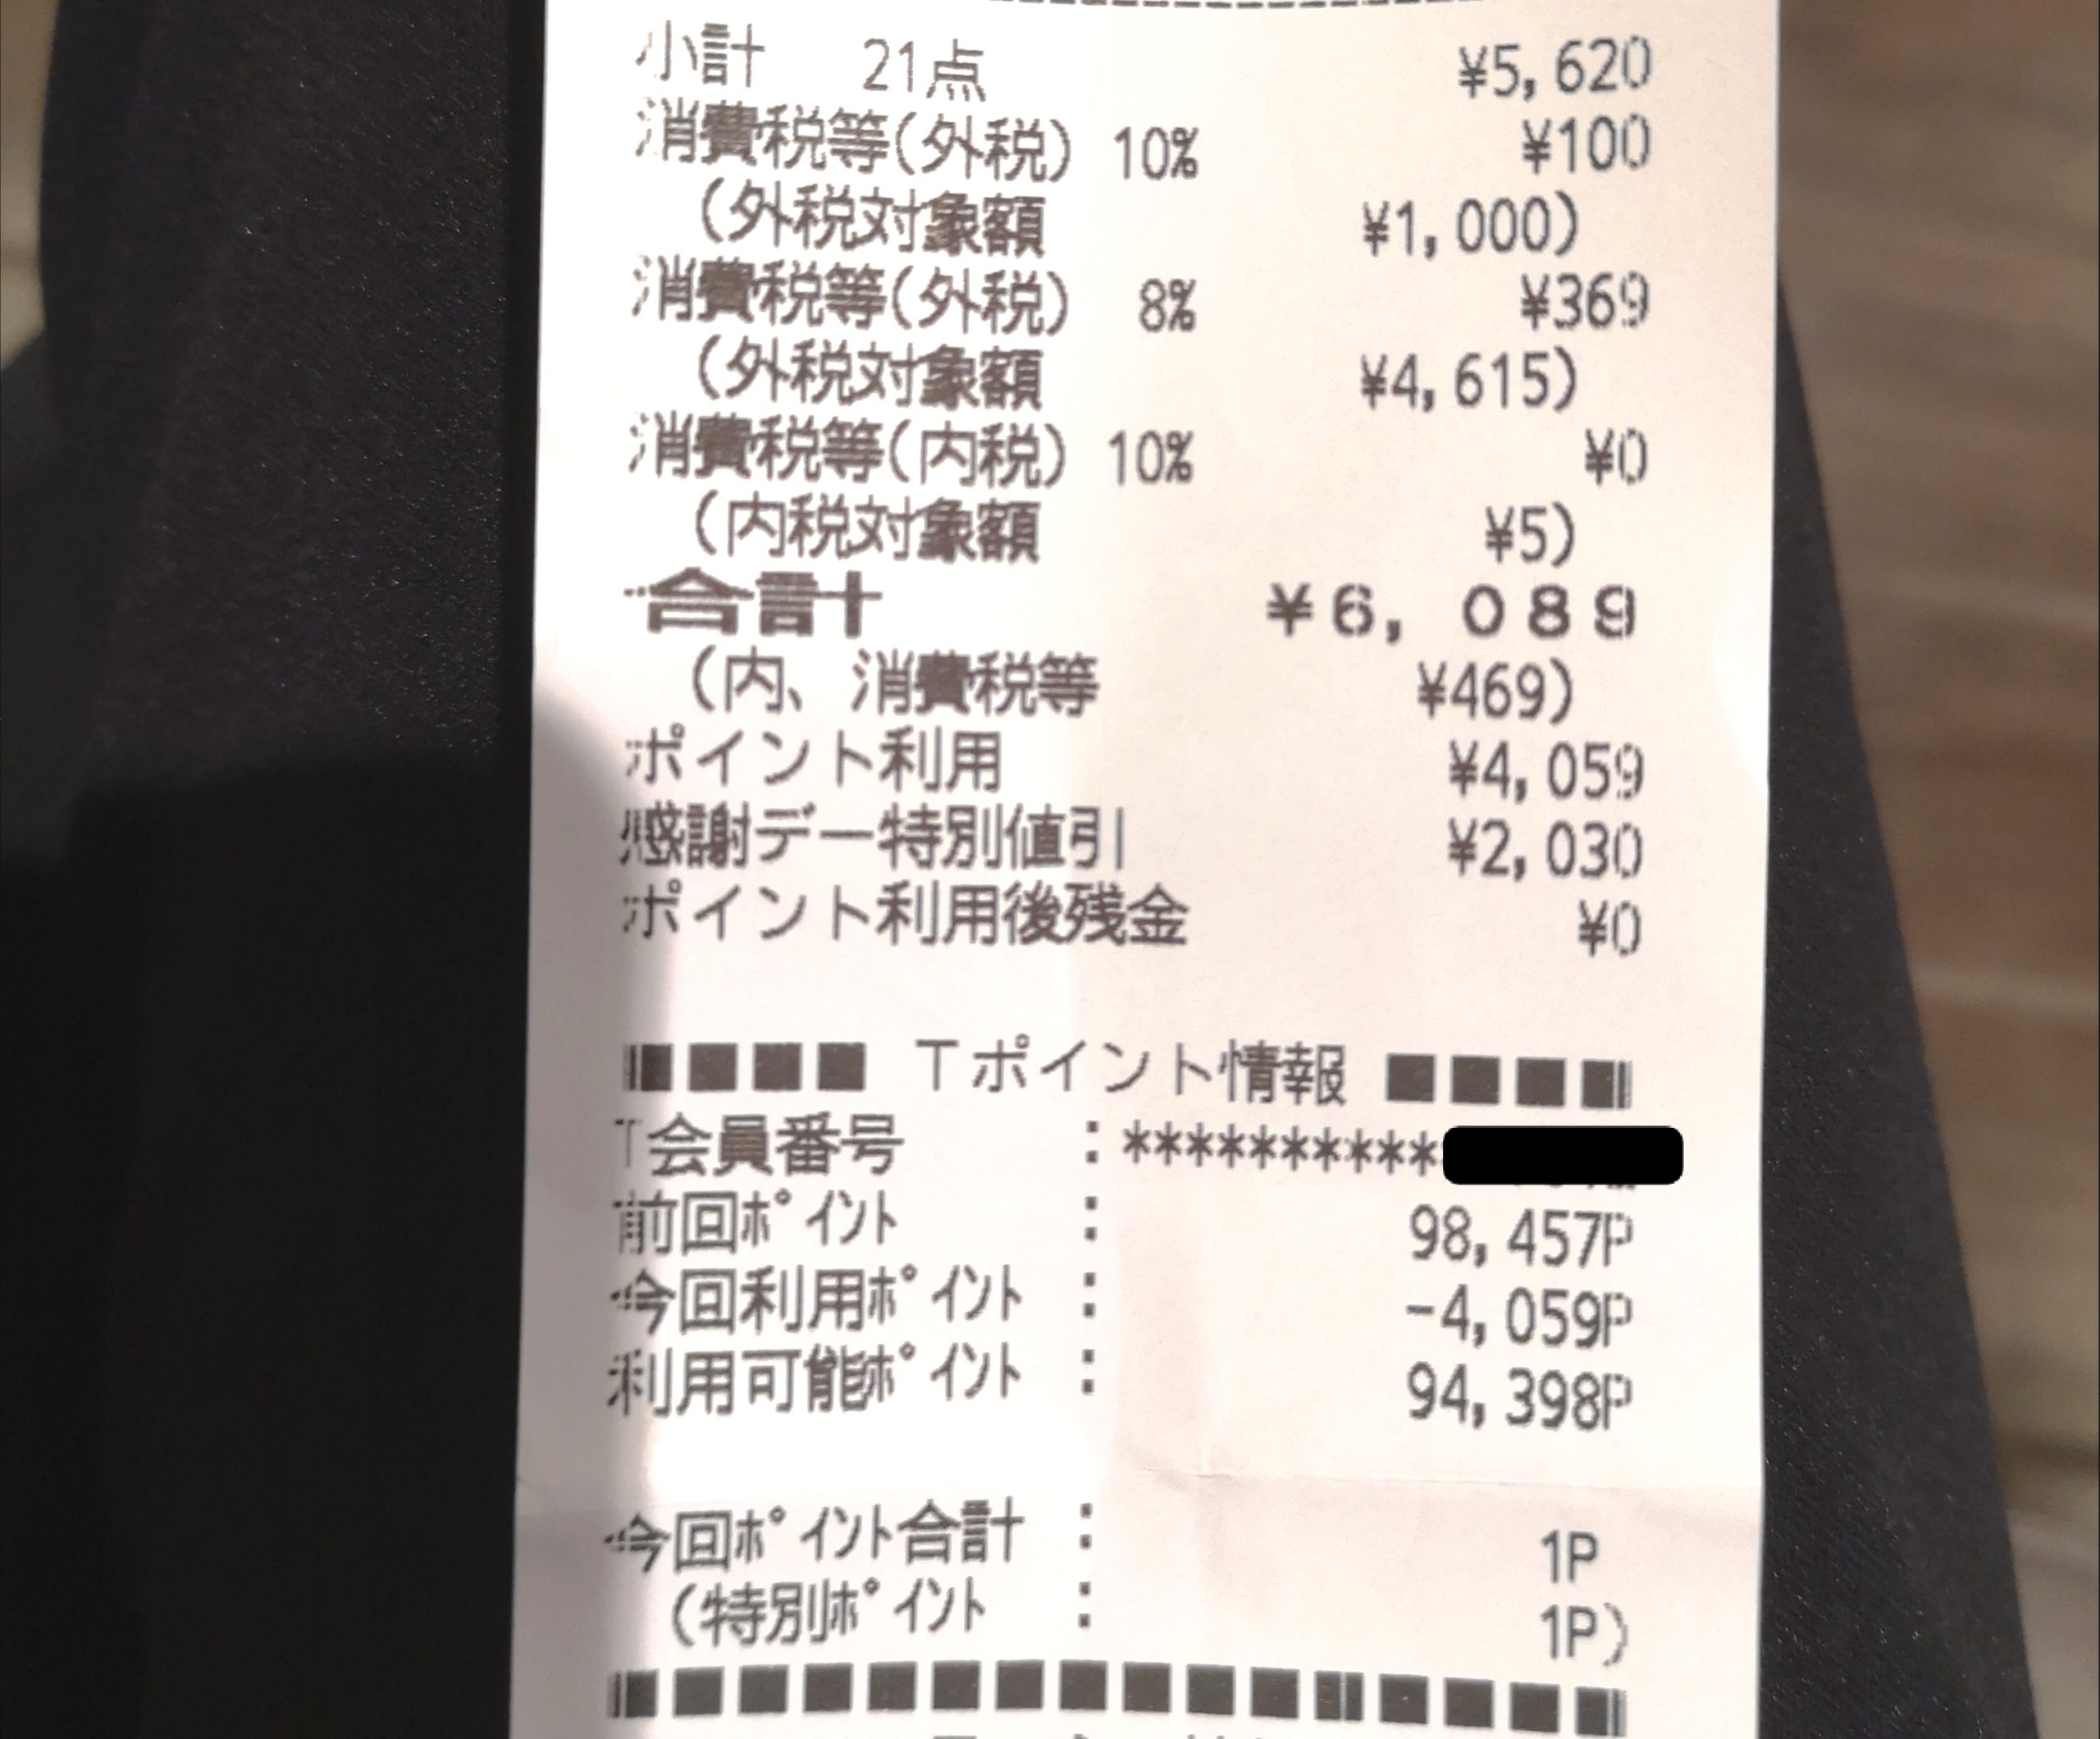 小計 21点 ¥5,620
消費税等(外税) 10% ¥100
(外税対象額 ¥1,000)
消費税等(外税) 8% ¥369
(外税対象額 ¥4,615)
消費税等(内税) 10% ¥0
(内税対象額 ¥5)
合計 ¥6,089
(内、消費税等 ¥469)
ポイント利用 ¥4,059
感謝デー特別値引 ¥2,030
ポイント利用後残金 ¥0
■■■■ Tポイント情報 ■■■■
T会員番号 :**********
前回ポイント : 98,457P
今回利用ポイント : -4,059P
利用可能ポイント : 94,398P
今回ポイント合計 : 1P
(特別ポイント : 1P)